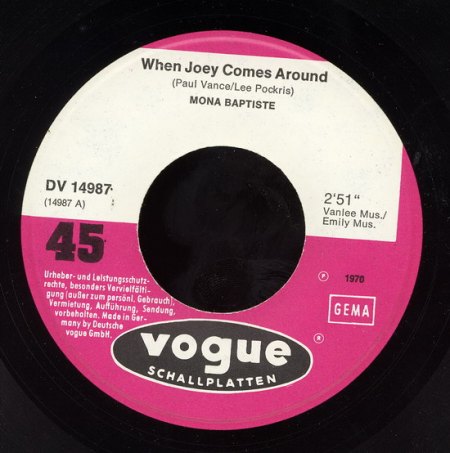 When Joey Comes Around
(Paul Vance/Lee Pockris)
MONA BAPTISTE
DV 14987
(14987 A)
2'51"
Vanlee Mus./
Emily Mus.
45
Urheber- und Leistungsschutz-
rechte, besonders Vervielfälti-
gung (außer zum persönl. Gebrauch),
Vermietung, Aufführung, Sendung,
vorbehalten. Made in Ger-
many by Deutsche
vogue GmbH.
Ⓟ 1970
GEMA
vogue ®
SCHALLPLATTEN